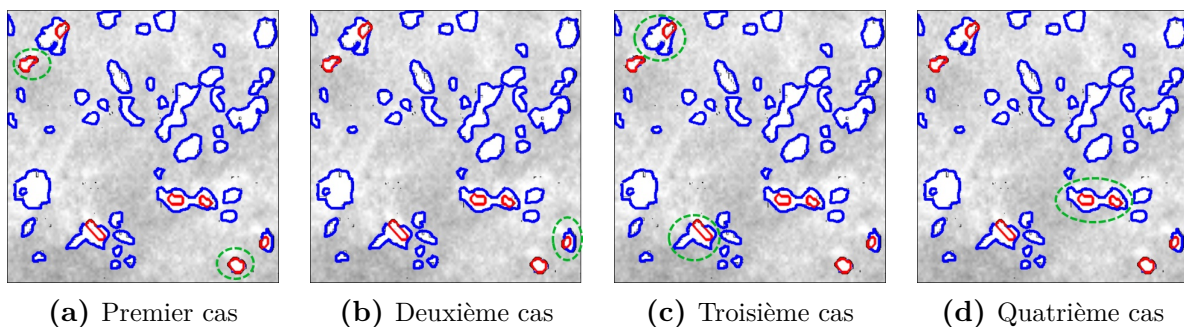 (a) Premier cas
(b) Deuxième cas
(c) Troisième cas
(d) Quatrième cas